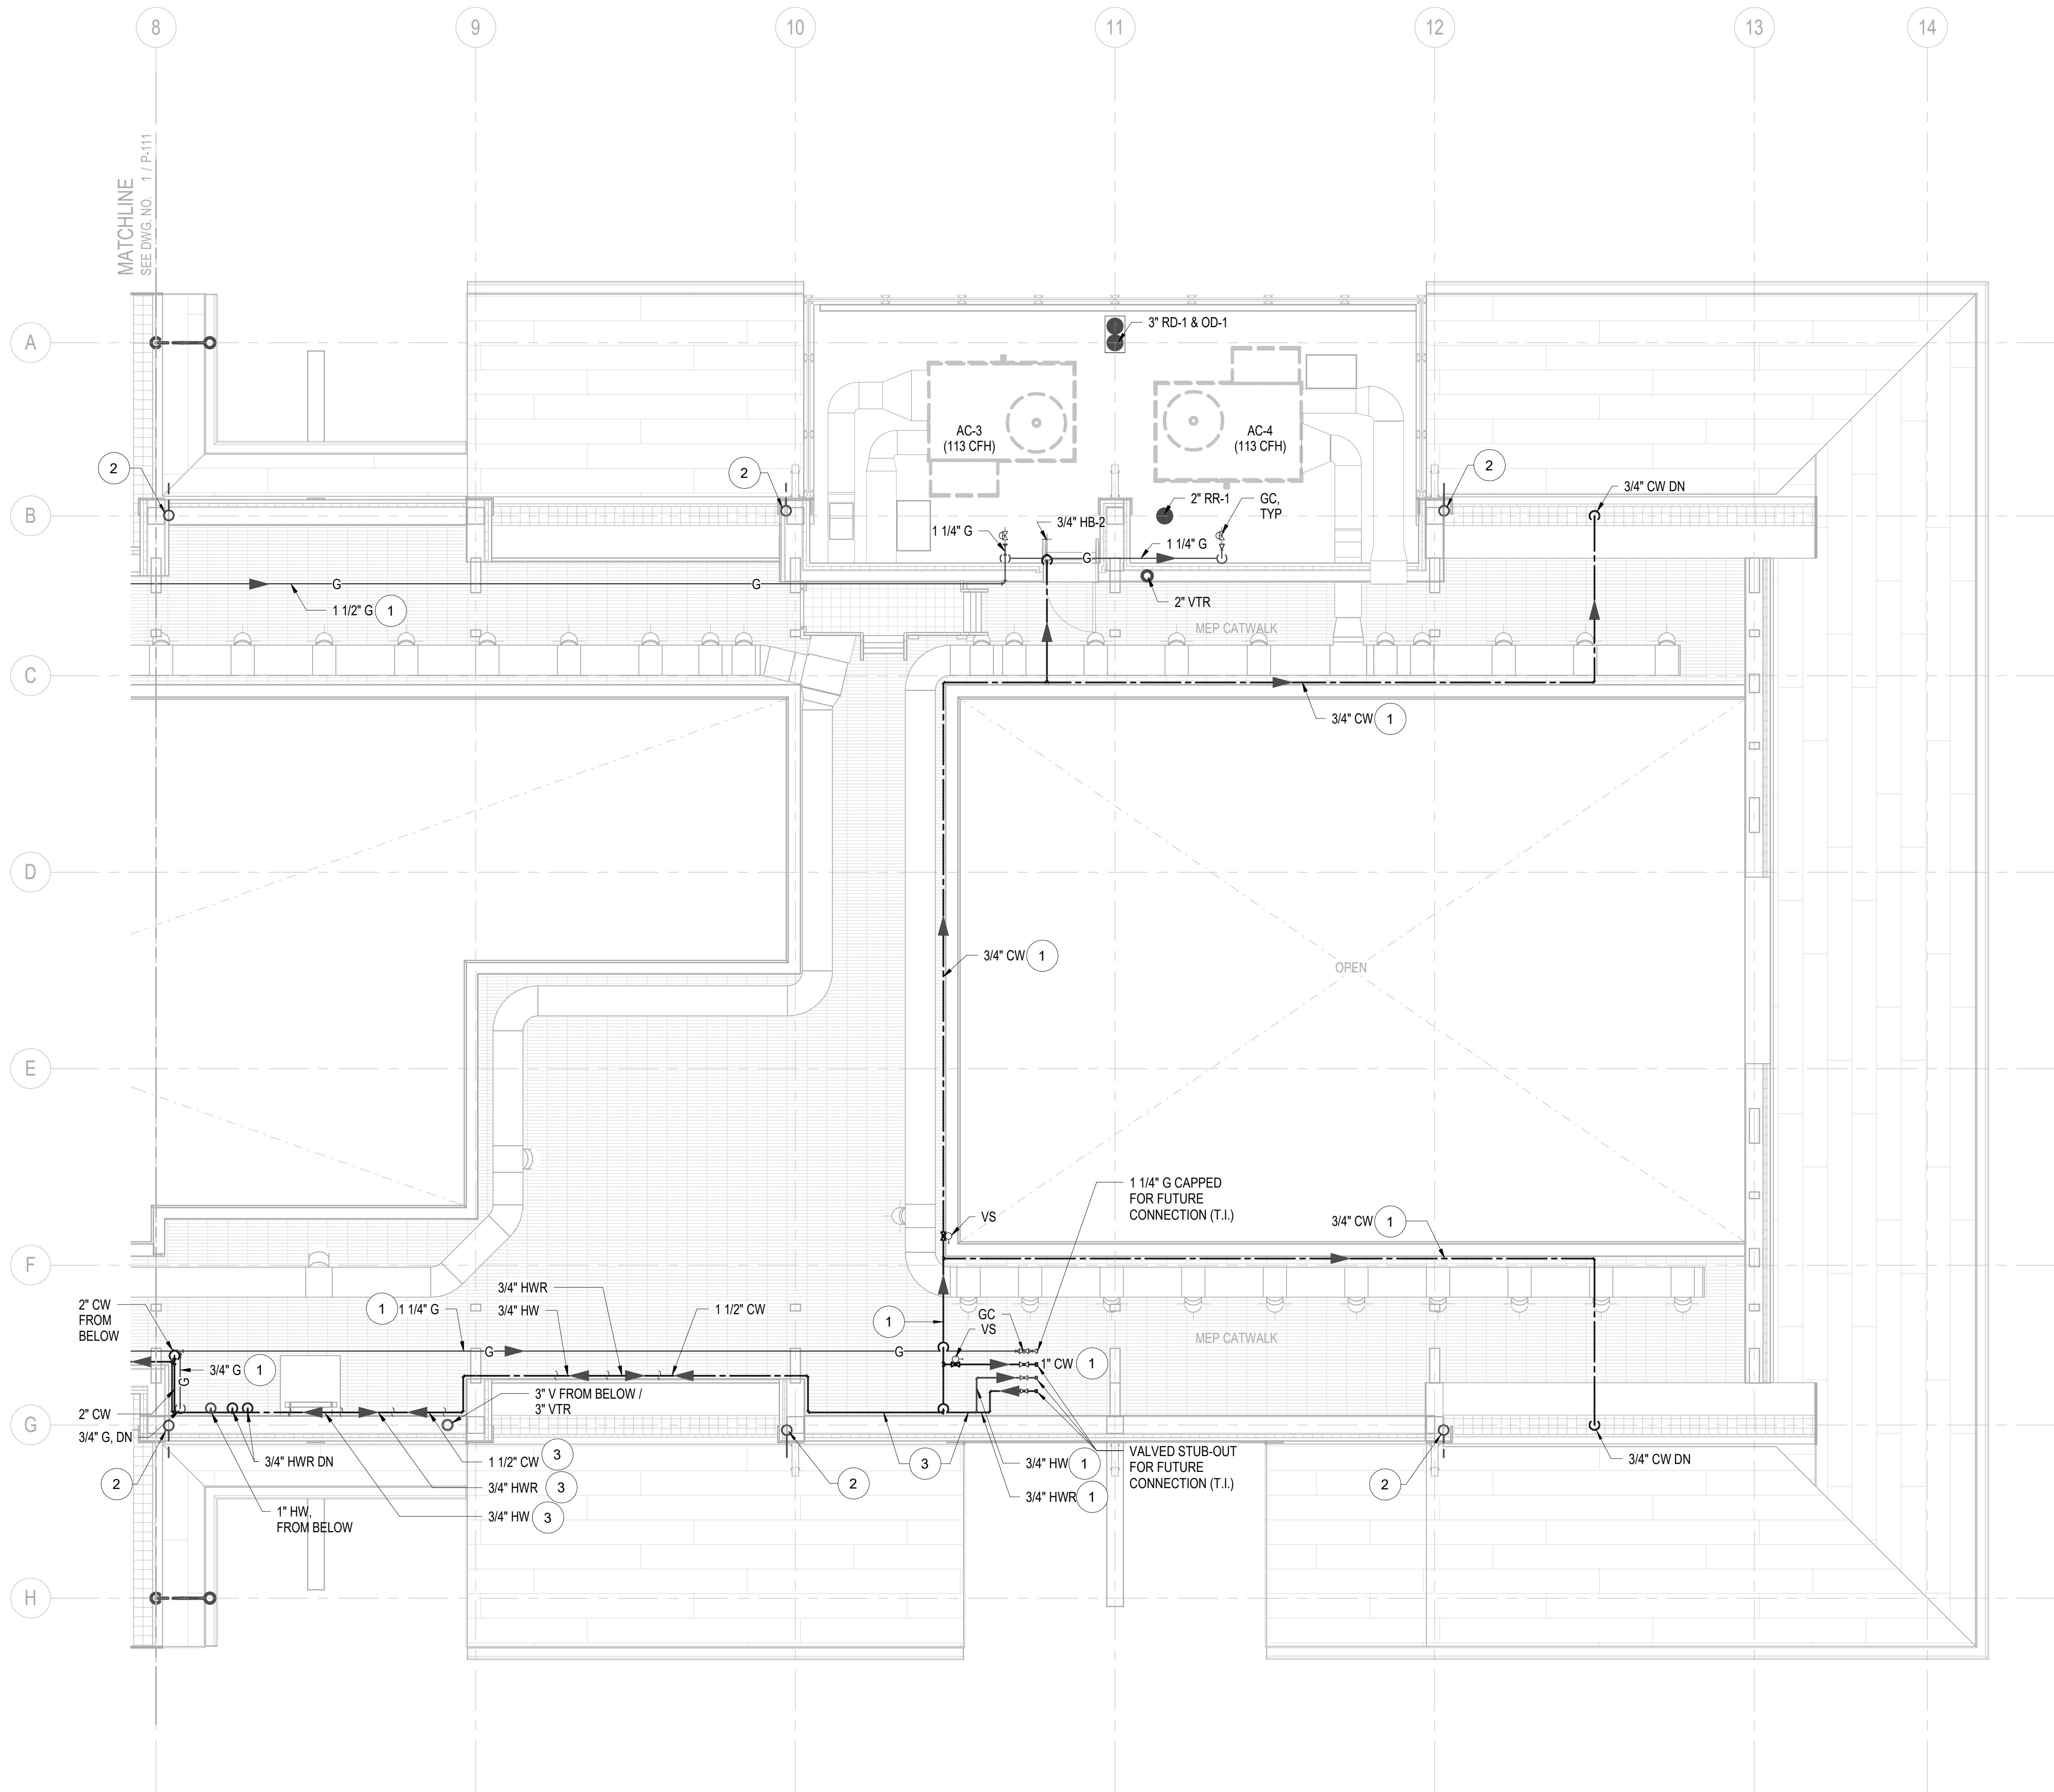 8
9
10
11
12
13
14
MATCHLINE
SEE DWG. NO. 1 / P-111
A
3" RD-1 & OD-1
AC-3
(113 CFH)
AC-4
(113 CFH)
2
2
2
3/4" CW DN
B
2" RR-1
GC,
TYP
1 1/4" G
3/4" HB-2
G
1 1/4" G
G
G
1 1/2" G 1
2" VTR
MEP CATWALK
C
3/4" CW 1
D
3/4" CW 1
OPEN
E
1 1/4" G CAPPED
FOR FUTURE
CONNECTION (T.I.)
VS
3/4" CW 1
F
3/4" HWR
2" CW
FROM
BELOW
1 1 1/4" G
3/4" HW
1 1/2" CW
1
GC
VS
MEP CATWALK
G
G
3/4" G 1
G
1" CW 1
3" V FROM BELOW /
3" VTR
2" CW
3/4" G, DN
G
3/4" HWR DN
1 1/2" CW 3
3
3/4" HW 1
VALVED STUB-OUT
FOR FUTURE
CONNECTION (T.I.)
3/4" CW DN
2
3/4" HWR 3
2
3/4" HWR 1
2
1" HW,
FROM BELOW
3/4" HW 3
H